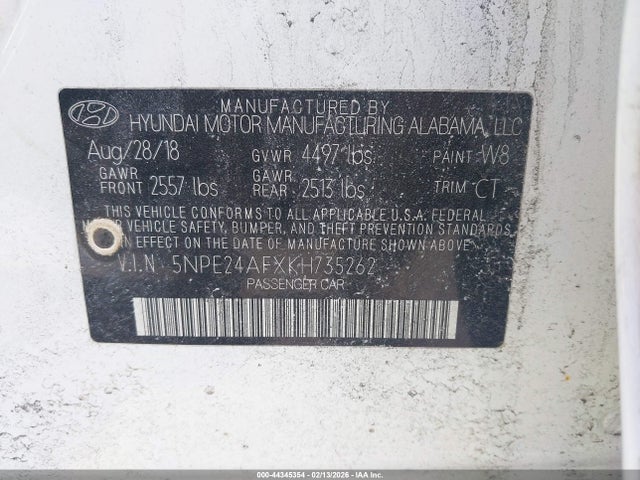 MANUFACTURED BY
HYUNDAI MOTOR MANUFACTURING ALABAMA, LLC
Aug/28/18 GVWR 4497 lbs PAINT W8
GAWR FRONT 2557 lbs GAWR REAR 2513 lbs TRIM CT
THIS VEHICLE CONFORMS TO ALL APPLICABLE U.S.A. FEDERAL
MOTOR VEHICLE SAFETY, BUMPER, AND THEFT PREVENTION STANDARDS
IN EFFECT ON THE DATE OF MANUFACTURE SHOWN ABOVE.
V.I.N 5NPE24AFXKH735262
PASSENGER CAR
000-44345354 - 02/13/2026 - PUBLIC